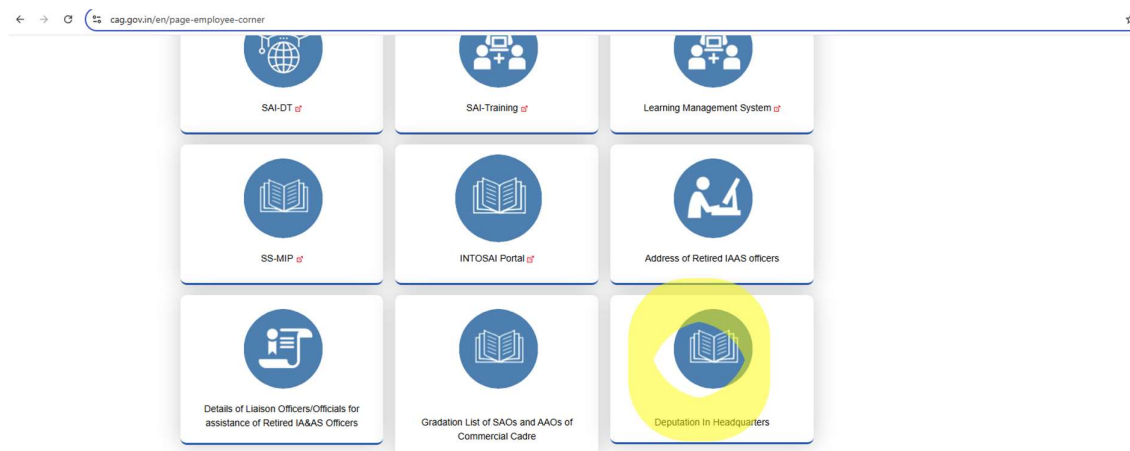 cag.gov.in/en/page-employee-corner
SAI-DT
SAI-Training
Learning Management System
SS-MIP
INTOSAI Portal
Address of Retired IAAS officers
Details of Liaison Officers/Officials for
assistance of Retired IA&AS Officers
Gradation List of SAOs and AAOs of
Commercial Cadre
Deputation In Headquarters